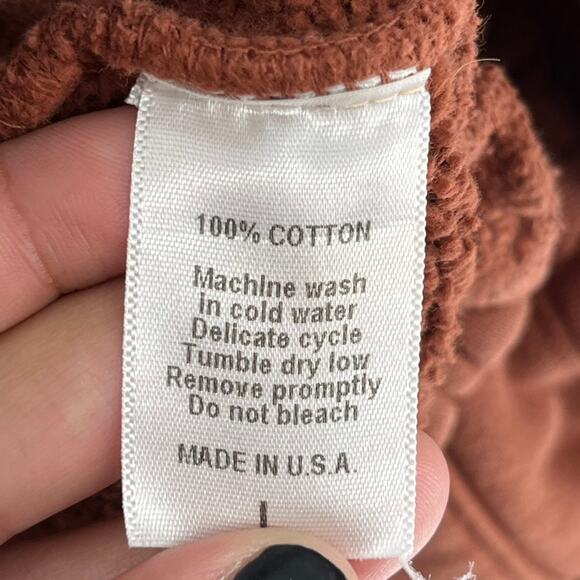 100% COTTON
Machine wash
in cold water
Delicate cycle
Tumble dry low
Remove promptly
Do not bleach
MADE IN U.S.A.